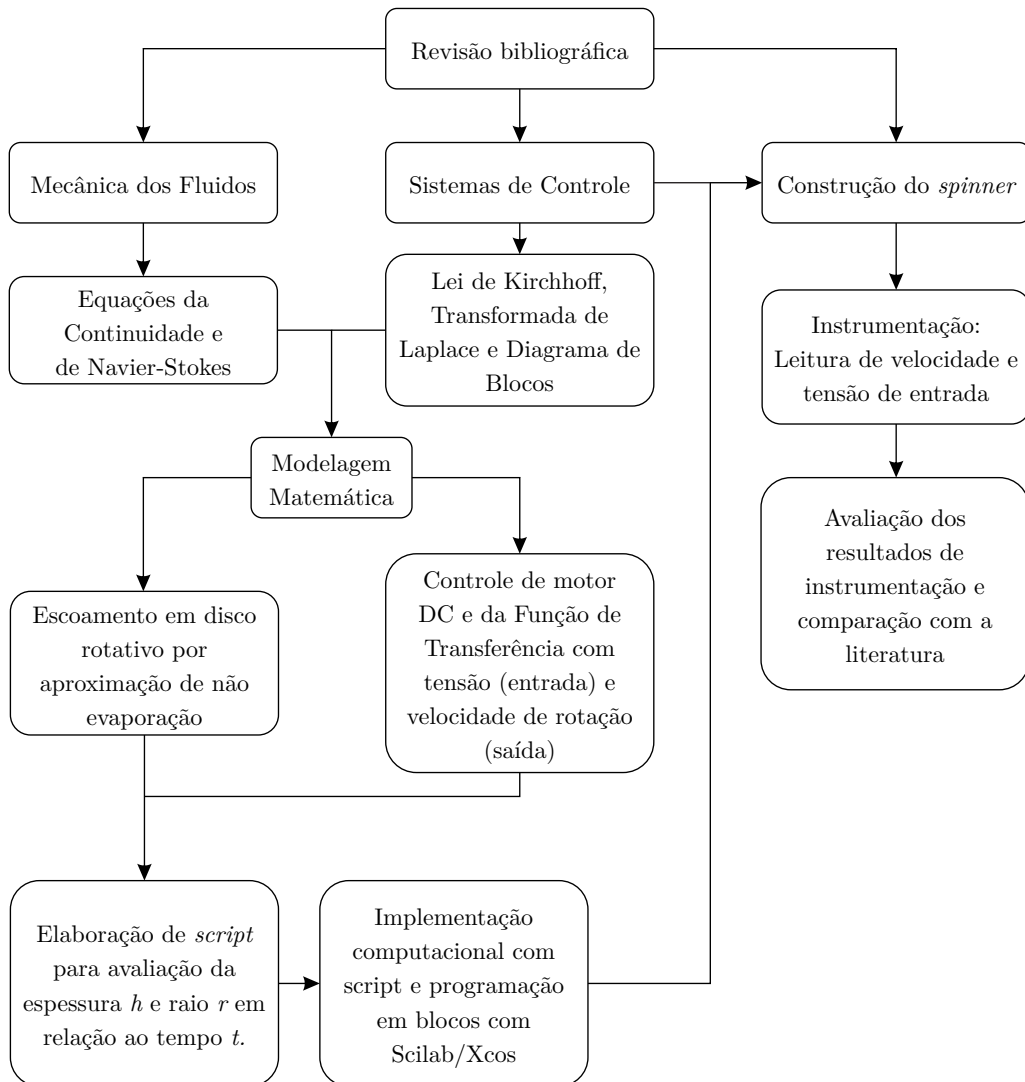 Revisão bibliográfica
Mecânica dos Fluidos
Sistemas de Controle
Construção do spinner
Equações da
Continuidade e
de Navier-Stokes
Lei de Kirchhoff,
Transformada de
Laplace e Diagrama de
Blocos
Instrumentação:
Leitura de velocidade e
tensão de entrada
Modelagem
Matemática
Avaliação dos
resultados de
instrumentação e
comparação com a
literatura
Escoamento em disco
rotativo por
aproximação de não
evaporação
Controle de motor
DC e da Função de
Transferência com
tensão (entrada) e
velocidade de rotação
(saída)
Elaboração de script
para avaliação da
espessura h e raio r em
relação ao tempo t.
Implementação
computacional com
script e programação
em blocos com
Scilab/Xcos